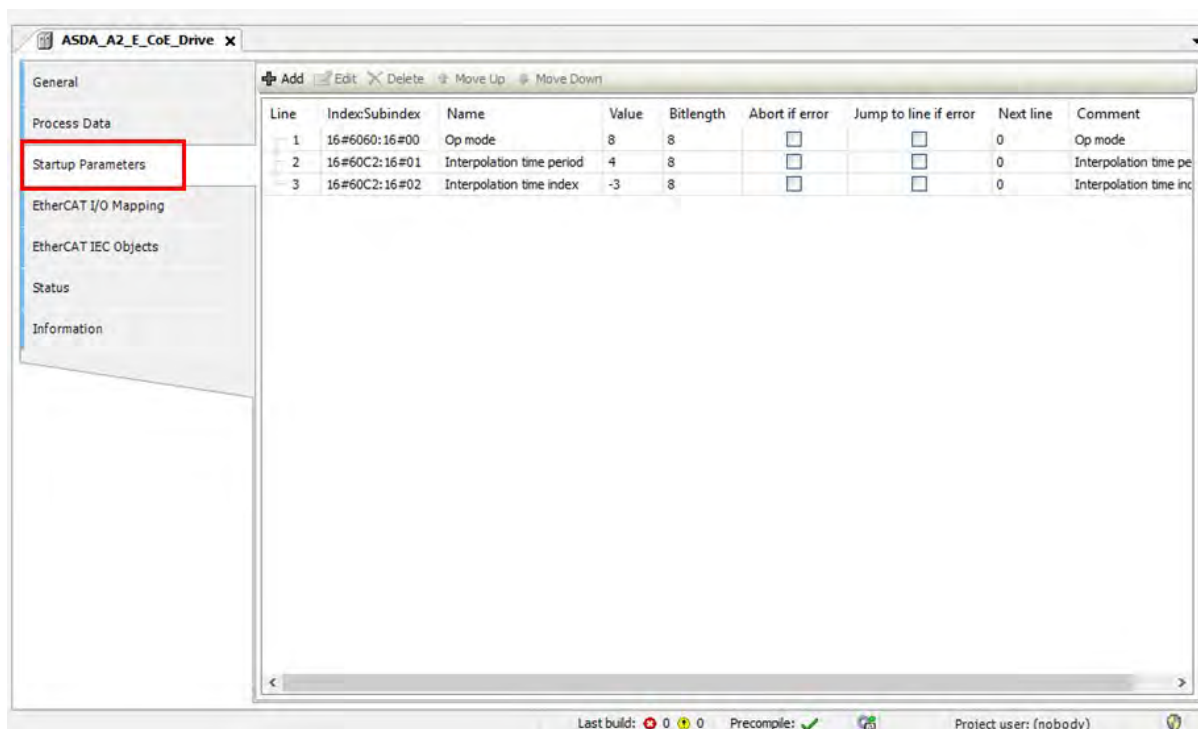 ASDA_A2_E_CoE_Drive
General
Process Data
Startup Parameters
EtherCAT I/O Mapping
EtherCAT IEC Objects
Status
Information
Add Edit Delete Move Up Move Down
Line Index:Subindex Name Value Bitlength Abort if error Jump to line if error Next line Comment
1 16#6060:16#00 Op mode 8 8 0 Op mode
2 16#60C2:16#01 Interpolation time period 4 8 0 Interpolation time pe
3 16#60C2:16#02 Interpolation time index -3 8 0 Interpolation time ind
Last build: 0 0 Precompile: Project user: (nobody)